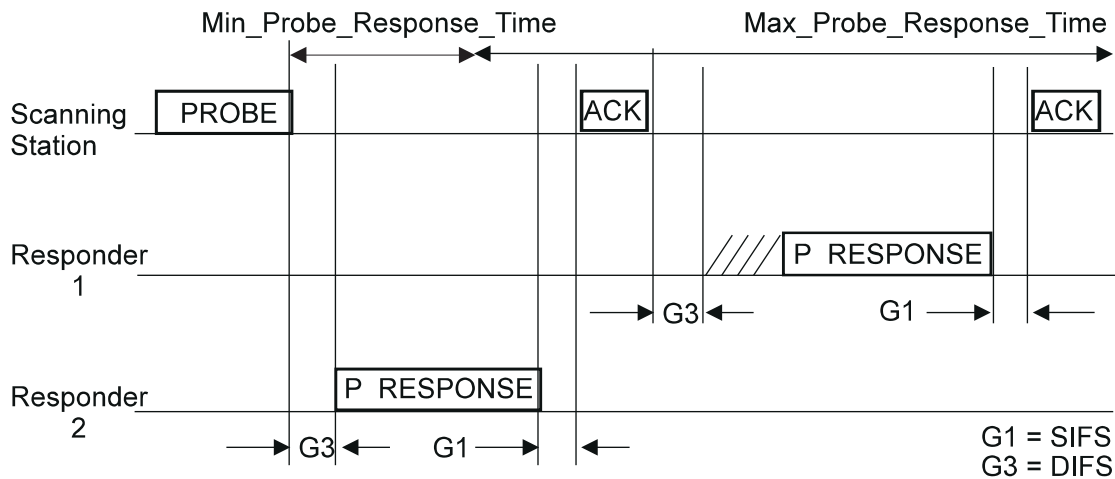 Min_Probe_Response_Time
Max_Probe_Response_Time
Scanning
Station
PROBE
ACK
ACK
Responder
1
P RESPONSE
G3
G1
Responder
2
P RESPONSE
G3
G1
G1 = SIFS
G3 = DIFS